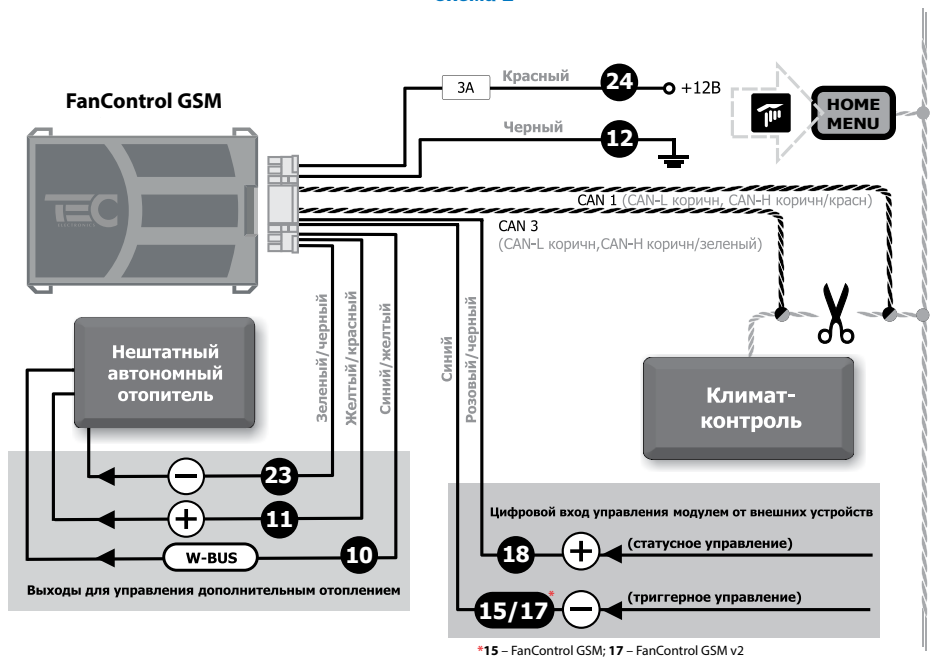 FanControl GSM
3А
Красный
24
+12В
Черный
12
HOME
MENU
TEC
ELECTRONICS
CAN 1 (CAN-L коричн, CAN-H коричн/красн)
CAN 3
(CAN-L коричн,CAN-H коричн/зеленый)
Нештатный
автономный
отопитель
Зеленый/черный
Желтый/красный
Синий/желтый
Синий
Розовый/черный
Климат-
контроль
23
11
W-BUS
10
Выходы для управления дополнительным отоплением
Цифровой вход управления модулем от внешних устройств
18
(статусное управление)
15/17*
(триггерное управление)
*15 – FanControl GSM; 17 – FanControl GSM v2